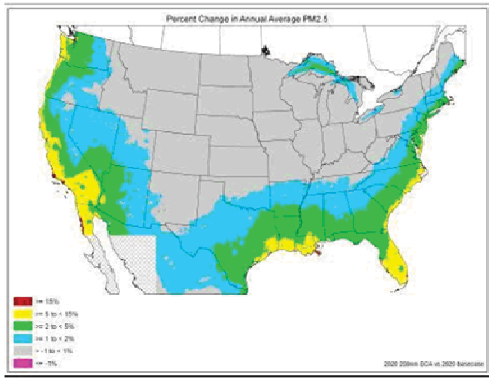 Percent Change in Annual Average PM2.5
>= 15%
>= 5 to < 15%
>= 2 to < 5%
>= 1 to < 2%
> -1 to < 1%
<= -1%
2020 200nm ECA vs 2020 Basecase